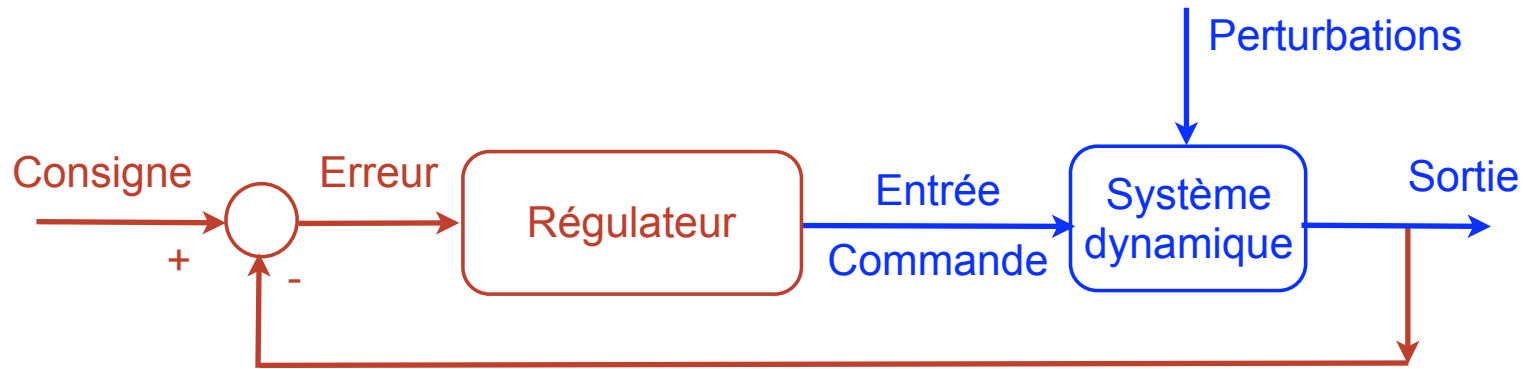 Perturbations
Consigne
Erreur
Régulateur
Entrée
Commande
Système
dynamique
Sortie
+
-